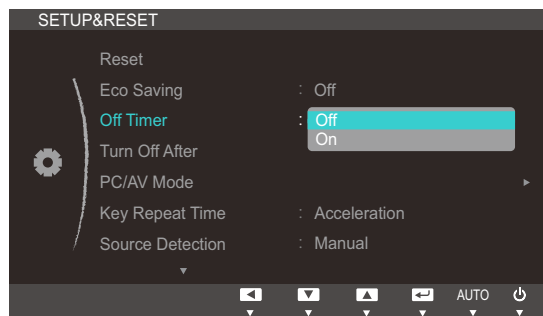 SETUP&RESET
Reset
Eco Saving : Off
Off Timer : Off
On
Turn Off After
PC/AV Mode
Key Repeat Time : Acceleration
Source Detection : Manual
AUTO